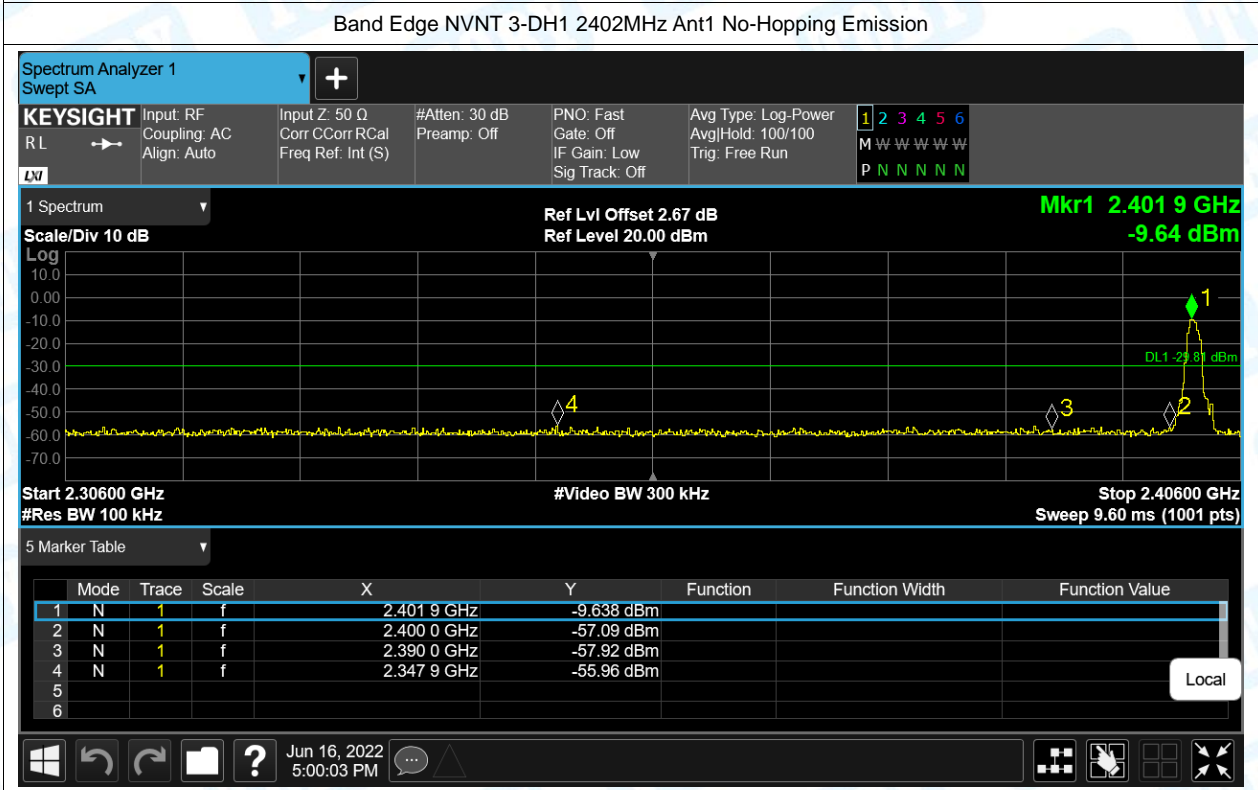 Band Edge NVNT 3-DH1 2402MHz Ant1 No-Hopping Emission
Spectrum Analyzer 1
Swept SA
+
KEYSIGHT
RL
LXI
Input: RF
Coupling: AC
Align: Auto
Input Z: 50 Ω
Corr CCorr RCal
Freq Ref: Int (S)
#Atten: 30 dB
Preamp: Off
PNO: Fast
Gate: Off
IF Gain: Low
Sig Track: Off
Avg Type: Log-Power
Avg|Hold: 100/100
Trig: Free Run
1 2 3 4 5 6
M W W W W W
P N N N N N
1 Spectrum
Scale/Div 10 dB
Ref Lvl Offset 2.67 dB
Ref Level 20.00 dBm
Mkr1 2.401 9 GHz
-9.64 dBm
Log
10.0
0.00
-10.0
-20.0
-30.0
-40.0
-50.0
-60.0
-70.0
1
DL1 -29.81 dBm
4
3
2
Start 2.30600 GHz
#Video BW 300 kHz
Stop 2.40600 GHz
#Res BW 100 kHz
Sweep 9.60 ms (1001 pts)
5 Marker Table
Mode Trace Scale X Y Function Function Width Function Value
1 N 1 f 2.401 9 GHz -9.638 dBm
2 N 1 f 2.400 0 GHz -57.09 dBm
3 N 1 f 2.390 0 GHz -57.92 dBm
4 N 1 f 2.347 9 GHz -55.96 dBm
5
6
Local
?
Jun 16, 2022
5:00:03 PM